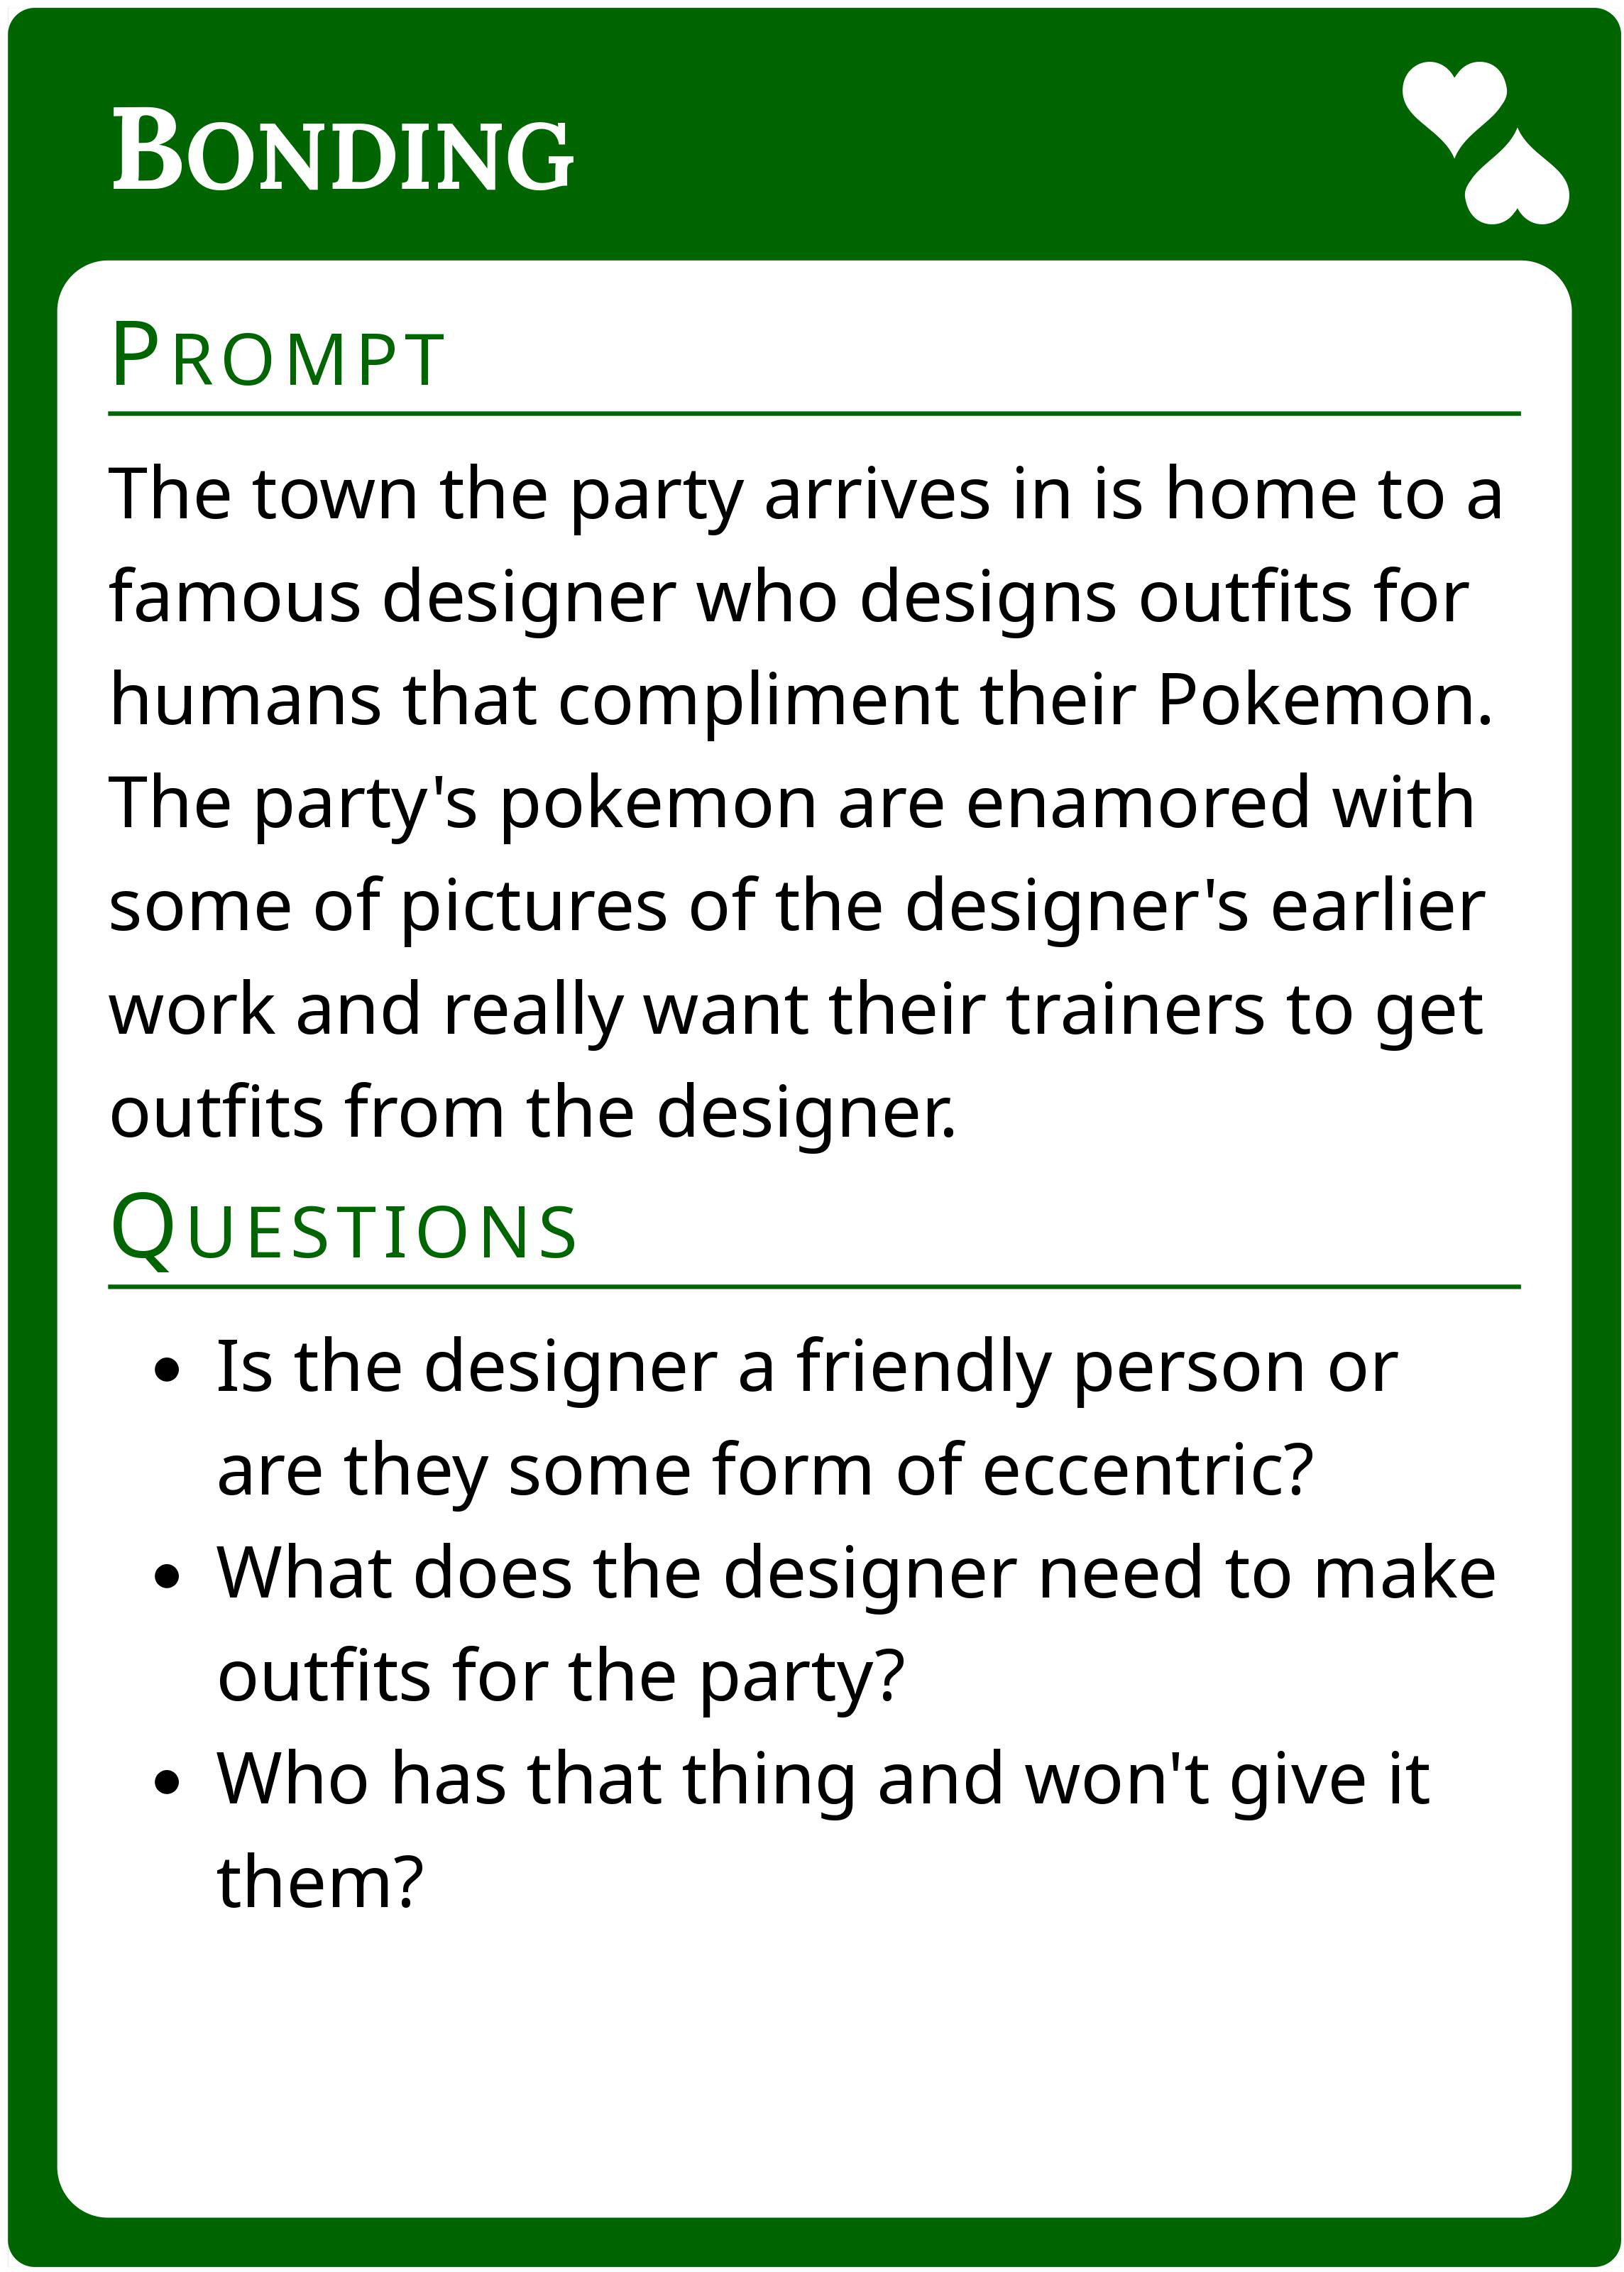 Bonding
Prompt
The town the party arrives in is home to a
famous designer who designs outfits for
humans that compliment their Pokemon.
The party's pokemon are enamored with
some of pictures of the designer's earlier
work and really want their trainers to get
outfits from the designer.
Questions
• Is the designer a friendly person or
are they some form of eccentric?
• What does the designer need to make
outfits for the party?
• Who has that thing and won't give it
them?